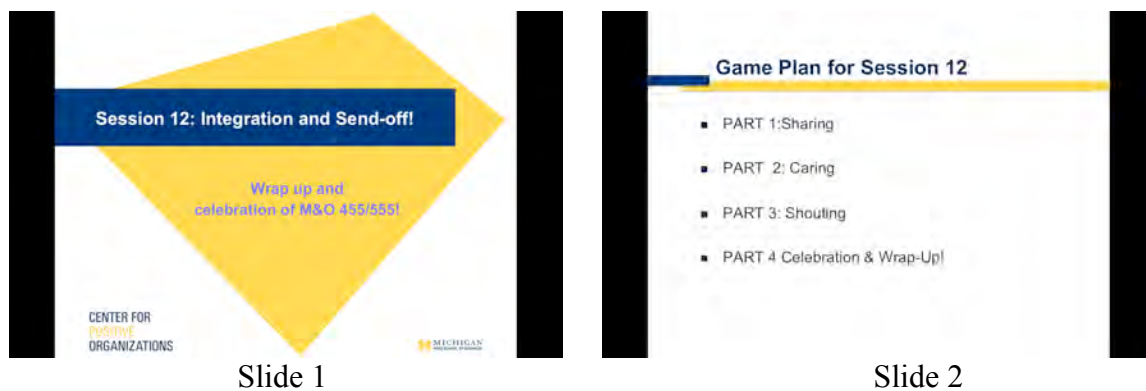 Session 12: Integration and Send-off!
Wrap up and
celebration of M&O 455/555!
CENTER FOR
POSITIVE
ORGANIZATIONS
MICHIGAN
Slide 1
Game Plan for Session 12
▪ PART 1:Sharing
▪ PART 2: Caring
▪ PART 3: Shouting
▪ PART 4 Celebration & Wrap-Up!
Slide 2